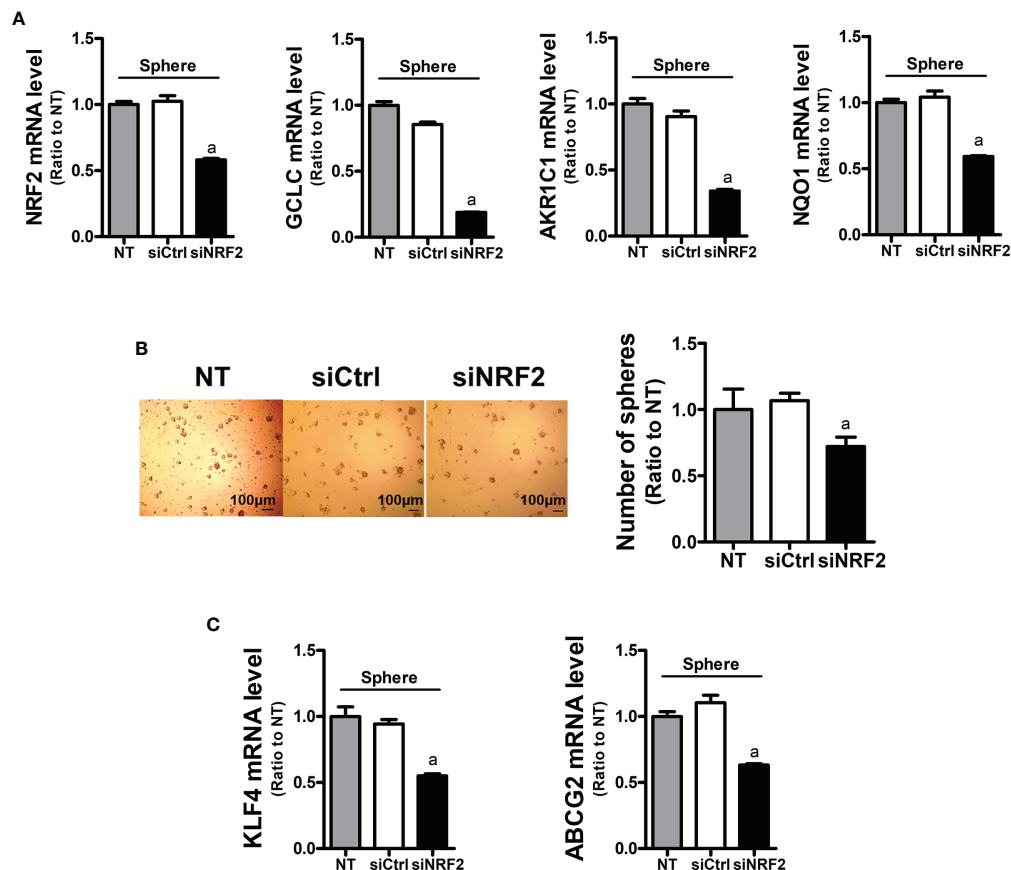 A
NRF2 mRNA level
(Ratio to NT)
1.5
1.0
0.5
0.0
Sphere
a
NT siCtrl siNRF2
GCLC mRNA level
(Ratio to NT)
1.5
1.0
0.5
0.0
Sphere
a
NT siCtrl siNRF2
AKR1C1 mRNA level
(Ratio to NT)
1.5
1.0
0.5
0.0
Sphere
a
NT siCtrl siNRF2
NQO1 mRNA level
(Ratio to NT)
1.5
1.0
0.5
0.0
Sphere
a
NT siCtrl siNRF2
B
NT siCtrl siNRF2
100μm 100μm 100μm
Number of spheres
(Ratio to NT)
1.5
1.0
0.5
0.0
a
NT siCtrl siNRF2
C
KLF4 mRNA level
(Ratio to NT)
1.5
1.0
0.5
0.0
Sphere
a
NT siCtrl siNRF2
ABCG2 mRNA level
(Ratio to NT)
1.5
1.0
0.5
0.0
Sphere
a
NT siCtrl siNRF2